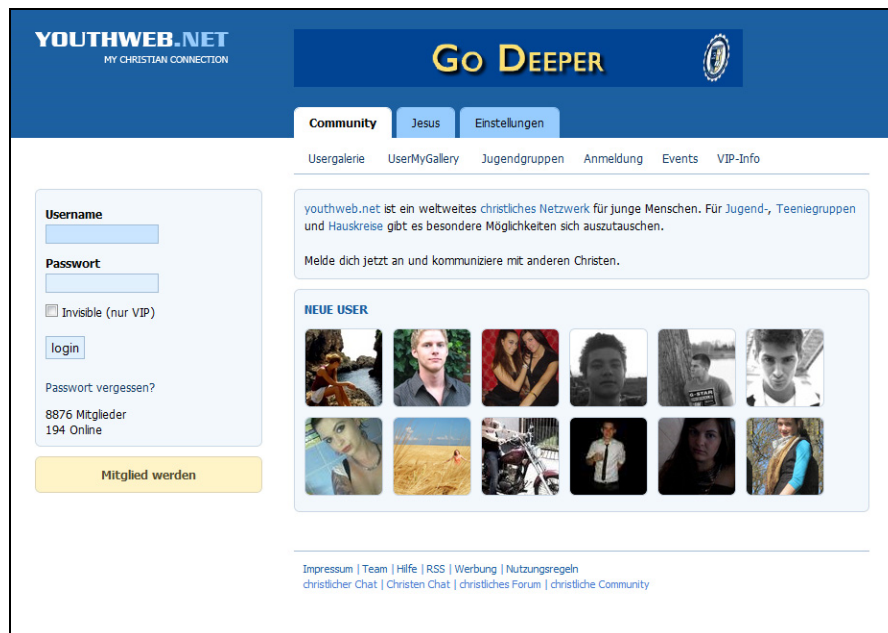 YOUTHWEB.NET
MY CHRISTIAN CONNECTION
GO DEEPER
Community Jesus Einstellungen
Usergalerie UserMyGallery Jugendgruppen Anmeldung Events VIP-Info
Username
Passwort
Invisible (nur VIP)
login
Passwort vergessen?
8876 Mitglieder
194 Online
Mitglied werden
youthweb.net ist ein weltweites christliches Netzwerk für junge Menschen. Für Jugend-, Teeniegruppen
und Hauskreise gibt es besondere Möglichkeiten sich auszutauschen.
Melde dich jetzt an und kommuniziere mit anderen Christen.
NEUE USER
G-STAR
Impressum | Team | Hilfe | RSS | Werbung | Nutzungsregeln
christlicher Chat | Christen Chat | christliches Forum | christliche Community